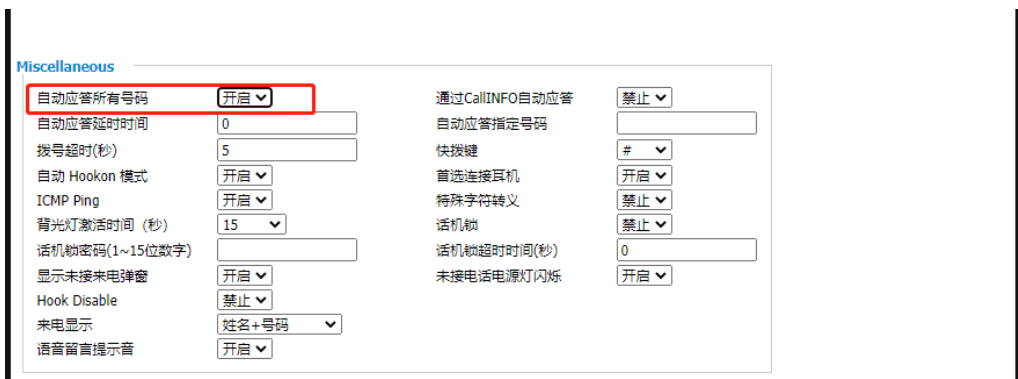 Miscellaneous
自动应答所有号码 开启 通过CallINFO自动应答 禁止
自动应答延时时间 0 自动应答指定号码
拨号超时(秒) 5 快拨键 #
自动 Hookon 模式 开启 首选连接耳机 开启
ICMP Ping 开启 特殊字符转义 禁止
背光灯激活时间（秒） 15 话机锁 禁止
话机锁密码(1~15位数字) 话机锁超时时间(秒) 0
显示未接来电弹窗 开启 未接电话电源灯闪烁 开启
Hook Disable 禁止
来电显示 姓名+号码
语音留言提示音 开启